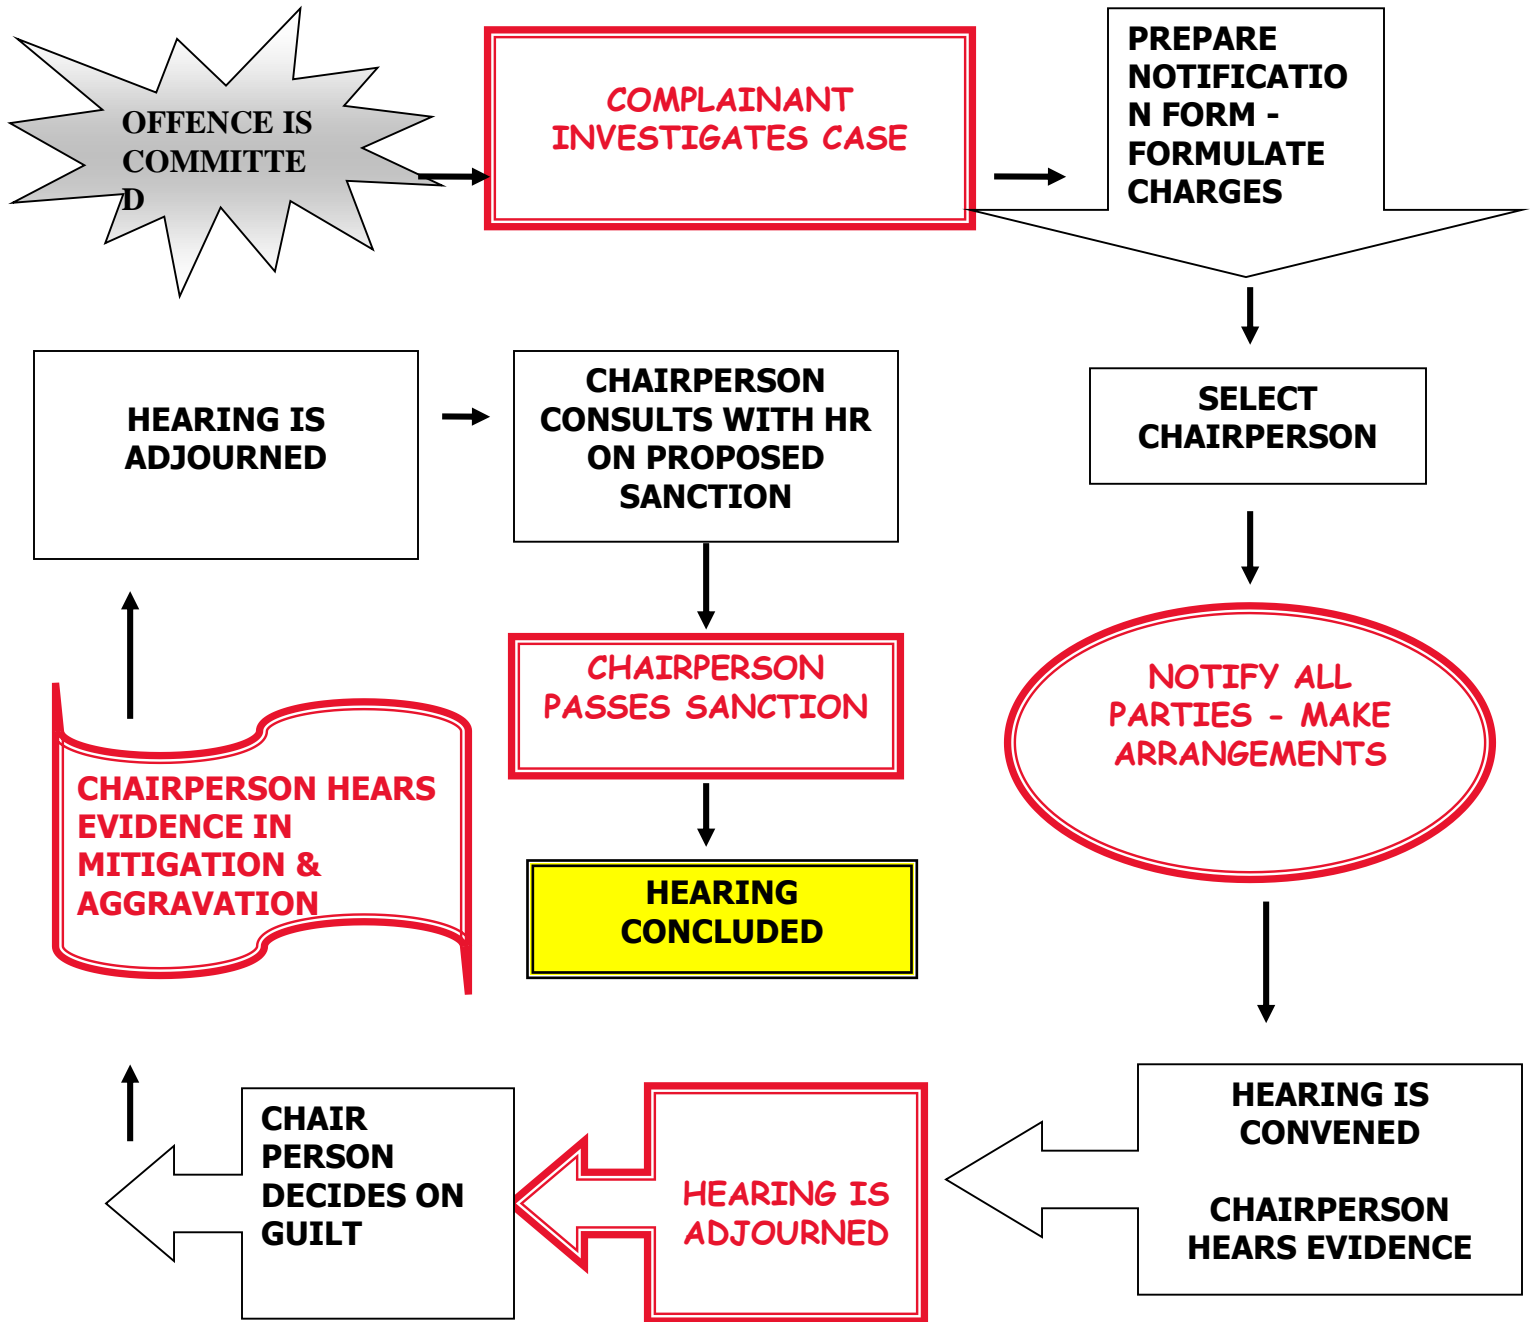 OFFENCE IS
COMMITTE
D
COMPLAINANT
INVESTIGATES CASE
PREPARE
NOTIFICATIO
N FORM -
FORMULATE
CHARGES
SELECT
CHAIRPERSON
NOTIFY ALL
PARTIES - MAKE
ARRANGEMENTS
HEARING IS
CONVENED
CHAIRPERSON
HEARS EVIDENCE
HEARING IS
ADJOURNED
CHAIR
PERSON
DECIDES ON
GUILT
CHAIRPERSON HEARS
EVIDENCE IN
MITIGATION &
AGGRAVATION
HEARING IS
ADJOURNED
CHAIRPERSON
CONSULTS WITH HR
ON PROPOSED
SANCTION
CHAIRPERSON
PASSES SANCTION
HEARING
CONCLUDED